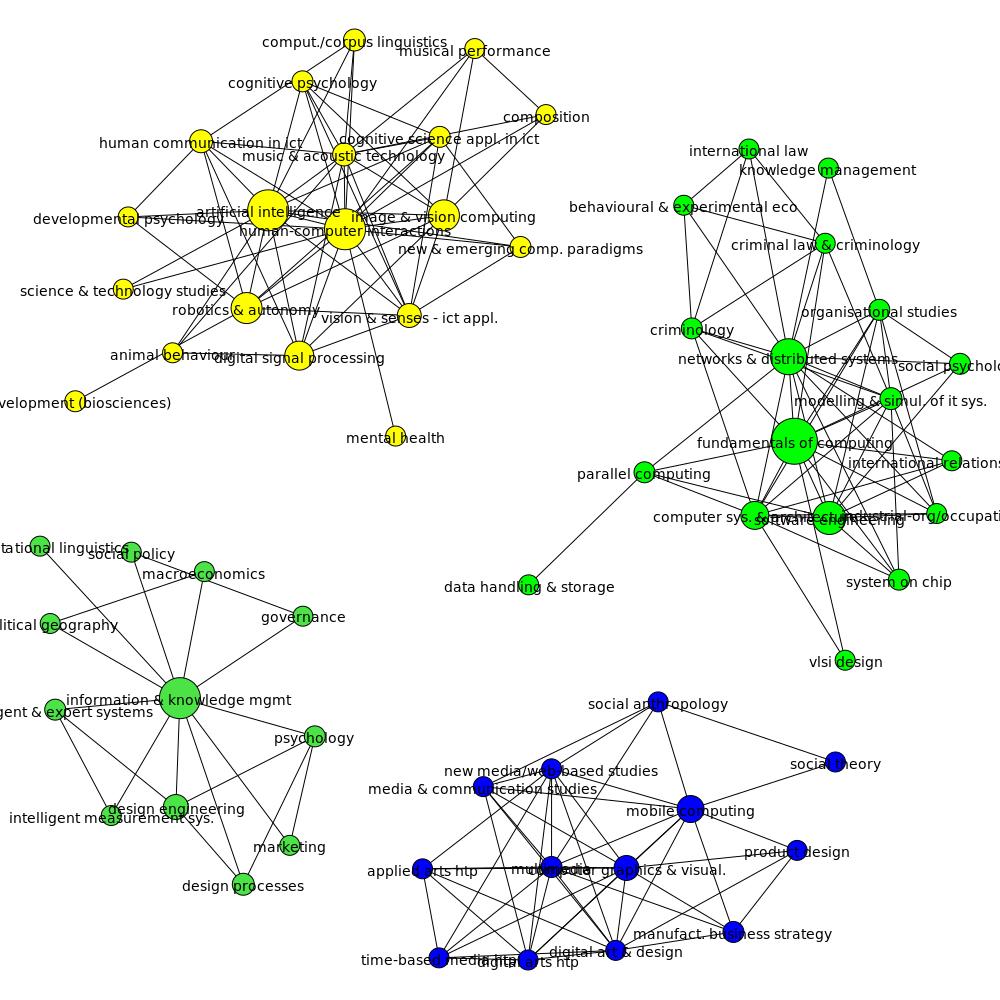 comput./corpus linguistics
musical performance
cognitive psychology
composition
human communication in ict
cognitive science appl. in ict
music & acoustic technology
artificial intelligence
image & vision computing
developmental psychology
human-computer interactions
new & emerging comp. paradigms
science & technology studies
robotics & autonomy
vision & senses - ict appl.
animal behaviour
digital signal processing
velopment (biosciences)
mental health
international law
knowledge management
behavioural & experimental eco
criminal law & criminology
organisational studies
criminology
networks & distributed systems
social psycholo
modelling & simul. of it sys.
fundamentals of computing
international relations
parallel computing
computer sys. & architecture
software engineering
industrial-org/occupati
system on chip
data handling & storage
vlsi design
tational linguistics
social policy
macroeconomics
governance
litical geography
information & knowledge mgmt
gent & expert systems
psychology
design engineering
intelligent measurement sys.
marketing
design processes
social anthropology
social theory
new media/web based studies
media & communication studies
mobile computing
product design
applied arts htp
multimedia
computer graphics & visual.
manufact. business strategy
digital art & design
time-based media htp
digital arts htp